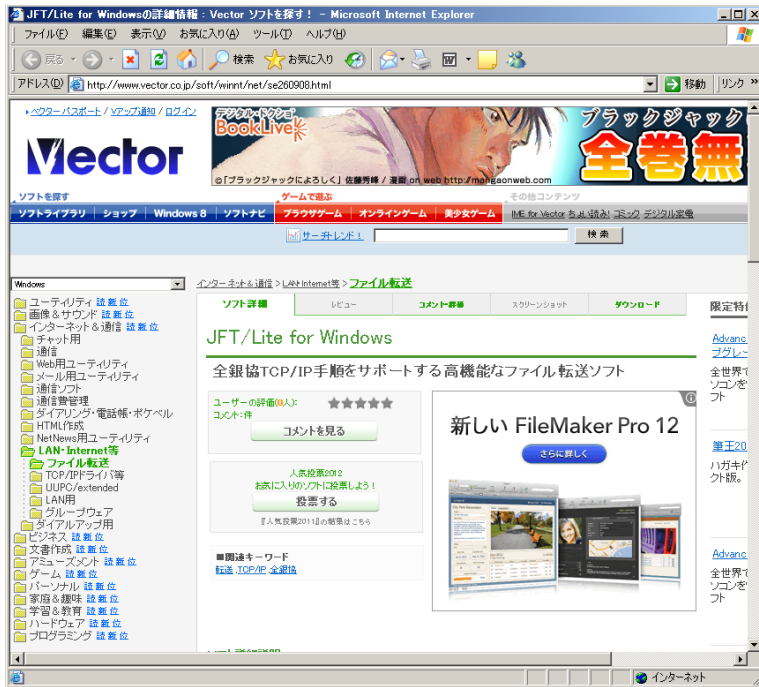 JFT/Lite for Windowsの詳細情報 : Vector ソフトを探す! - Microsoft Internet Explorer
ファイル(F) 編集(E) 表示(V) お気に入り(A) ツール(T) ヘルプ(H)
戻る 検索 お気に入り
アドレス(D) http://www.vector.co.jp/soft/winnt/net/se260908.html 移動 リンク »
ベクターパスポート / Vアップ通知 / ログイン
Vector
デジタル・ドクショ
BookLive
©『ブラックジャックによろしく』佐藤秀峰 / 漫画 on web http://mangaonweb.com
ブラックジャック
全巻無
ソフトを探す ゲームで遊ぶ その他コンテンツ
ソフトライブラリ ショップ Windows 8 ソフトナビ ブラウザゲーム オンラインゲーム 美少女ゲーム IME for Vector ちょい読み! コミック デジタル家電
サーチトレンド! 検索
Windows
インターネット&通信 > LAN・Internet等 > ファイル転送
ユーティリティ 読 新 位
画像&サウンド 読 新 位
インターネット&通信 読 新 位
チャット用
通信
Web用ユーティリティ
メール用ユーティリティ
通信ソフト
通信費管理
ダイアリング・電話帳・ポケベル
HTML作成
NetNews用ユーティリティ
LAN・Internet等
ファイル転送
TCP/IPドライバ等
UUPC/extended
LAN用
グループウェア
ダイアルアップ用
ビジネス 読 新 位
文書作成 読 新 位
アミューズメント 読 新 位
ゲーム 読 新 位
パーソナル 読 新 位
家庭&趣味 読 新 位
学習&教育 読 新 位
ハードウェア 読 新 位
プログラミング 読 新 位
ソフト詳細 レビュー コメント・評価 スクリーンショット ダウンロード
JFT/Lite for Windows
全銀協TCP/IP手順をサポートする高機能なファイル転送ソフト
ユーザーの評価(0人): ★★★★★
コメント:件
コメントを見る
人気投票2012
お気に入りのソフトに投票しよう!
投票する
『人気投票2011』の結果はこちら
■関連キーワード
転送 ,TCP/IP ,全銀協
新しい FileMaker Pro 12
さらに詳しく
限定特
Advanc
プグレー
全世界で
ソコンを
フト
筆王20
ハガキ作
クト版。
Advanc
全世界で
ソコンを
フト
インターネット